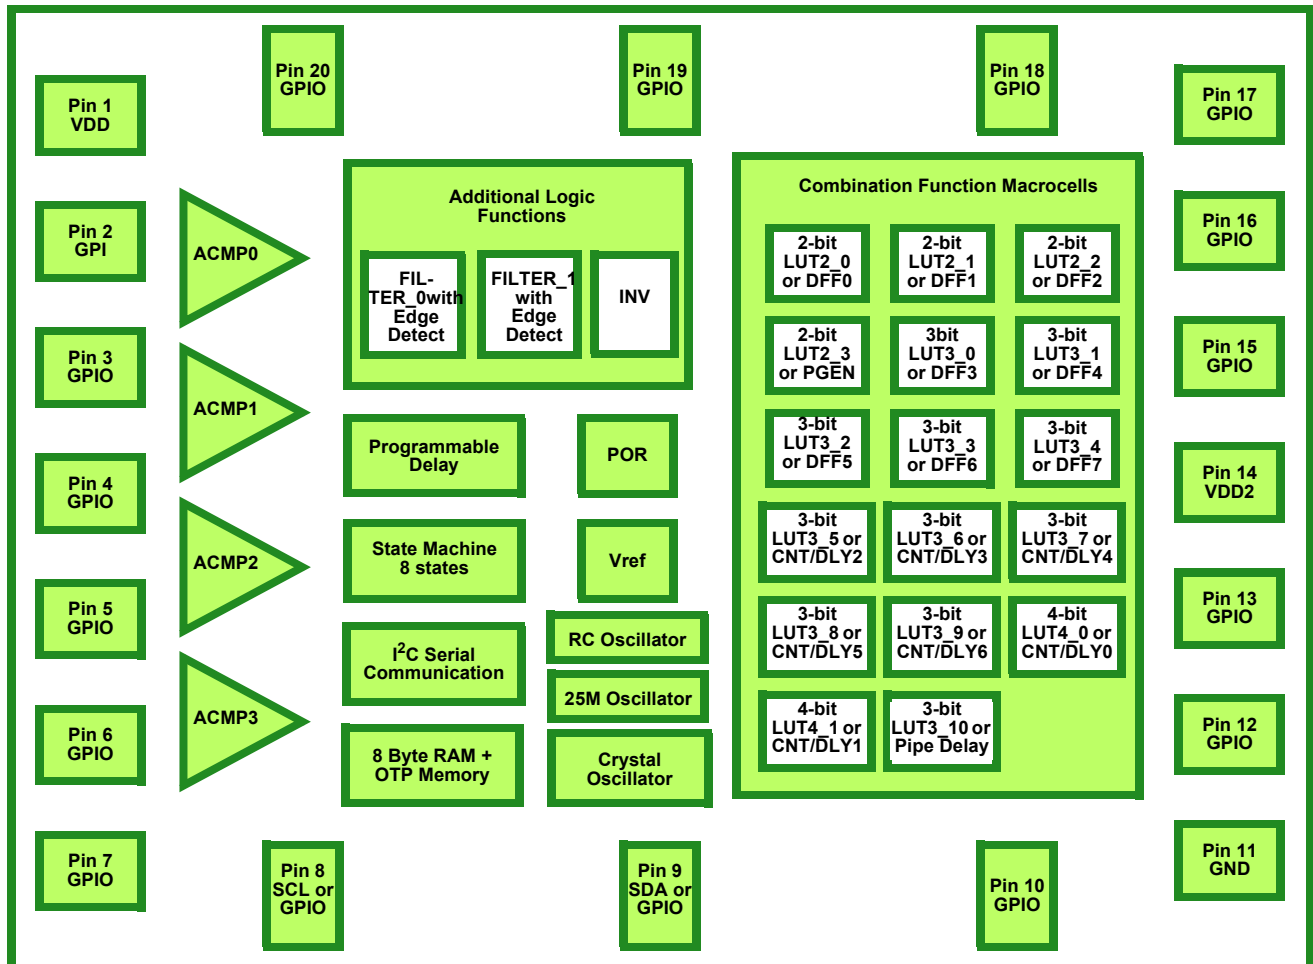 Pin 20
GPIO
Pin 19
GPIO
Pin 18
GPIO
Pin 1
VDD
Pin 2
GPI
Pin 3
GPIO
Pin 4
GPIO
Pin 5
GPIO
Pin 6
GPIO
Pin 7
GPIO
ACMP0
ACMP1
ACMP2
ACMP3
Additional Logic
Functions
FIL-
TER_0with
Edge
Detect
FILTER_1
with
Edge
Detect
INV
Programmable
Delay
POR
State Machine
8 states
Vref
I²C Serial
Communication
RC Oscillator
25M Oscillator
8 Byte RAM +
OTP Memory
Crystal
Oscillator
Combination Function Macrocells
2-bit
LUT2_0
or DFF0
2-bit
LUT2_1
or DFF1
2-bit
LUT2_2
or DFF2
2-bit
LUT2_3
or PGEN
3bit
LUT3_0
or DFF3
3-bit
LUT3_1
or DFF4
3-bit
LUT3_2
or DFF5
3-bit
LUT3_3
or DFF6
3-bit
LUT3_4
or DFF7
3-bit
LUT3_5 or
CNT/DLY2
3-bit
LUT3_6 or
CNT/DLY3
3-bit
LUT3_7 or
CNT/DLY4
3-bit
LUT3_8 or
CNT/DLY5
3-bit
LUT3_9 or
CNT/DLY6
4-bit
LUT4_0 or
CNT/DLY0
4-bit
LUT4_1 or
CNT/DLY1
3-bit
LUT3_10 or
Pipe Delay
Pin 17
GPIO
Pin 16
GPIO
Pin 15
GPIO
Pin 14
VDD2
Pin 13
GPIO
Pin 12
GPIO
Pin 11
GND
Pin 8
SCL or
GPIO
Pin 9
SDA or
GPIO
Pin 10
GPIO